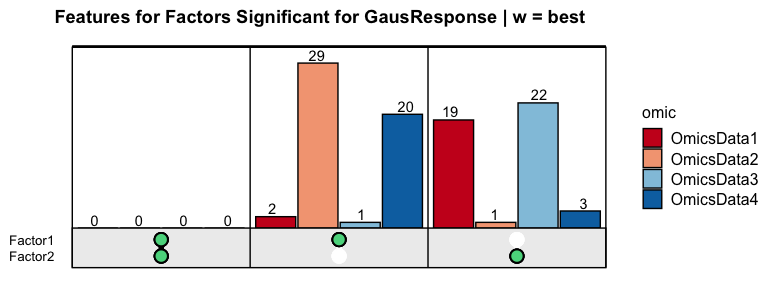 Features for Factors Significant for GausResponse | w = best
29
20
2
1
19
22
1
3
0 0 0 0
Factor1
Factor2
omic
OmicsData1
OmicsData2
OmicsData3
OmicsData4